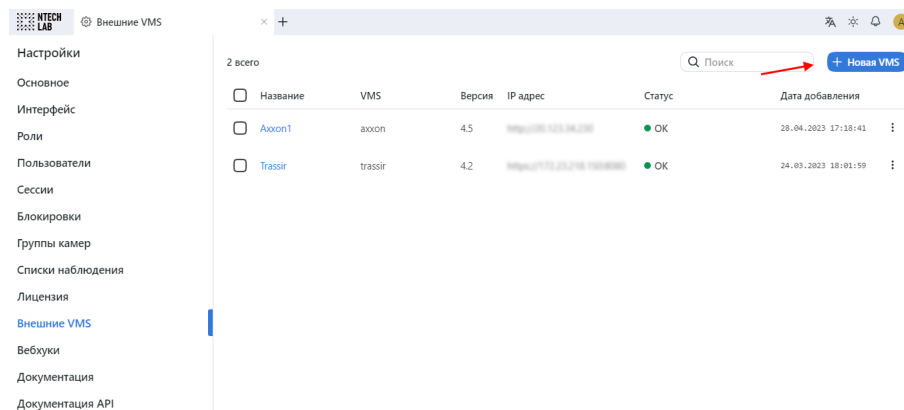 NTECH LAB
Внешние VMS
Настройки
Основное
Интерфейс
Роли
Пользователи
Сессии
Блокировки
Группы камер
Списки наблюдения
Лицензия
Внешние VMS
Вебхуки
Документация
Документация API
2 всего
Поиск
+ Новая VMS
Название VMS Версия IP адрес Статус Дата добавления
Axxon1 axxon 4.5 OK 28.04.2023 17:18:41
Trassir trassir 4.2 OK 24.03.2023 18:01:59